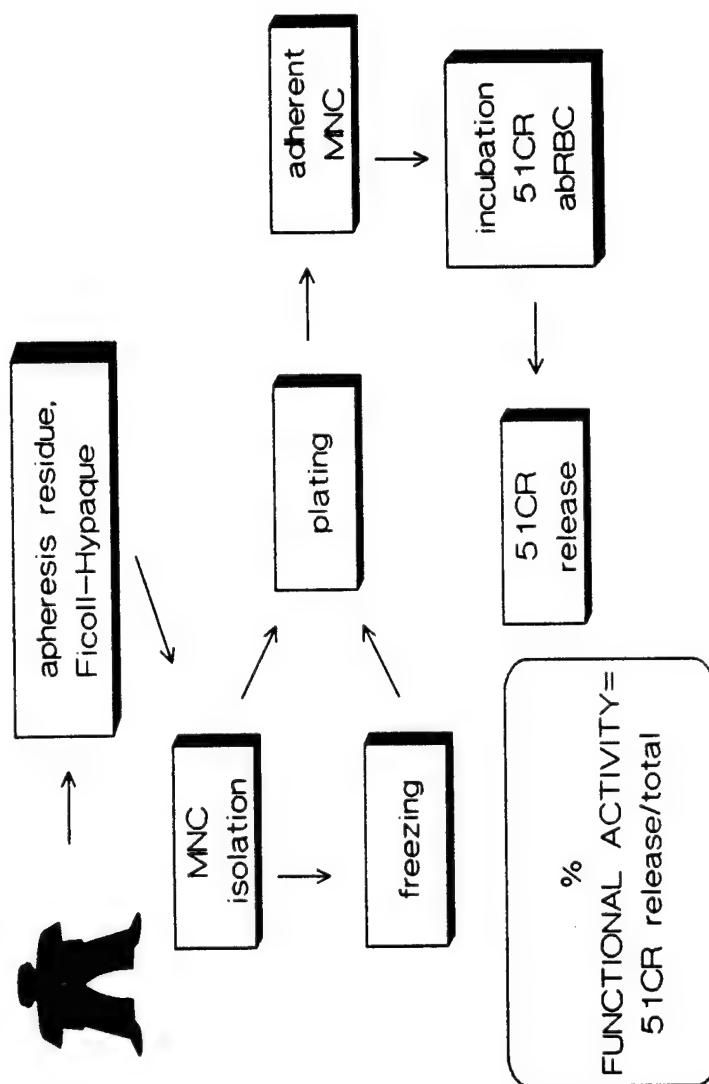 apheresis residue,
Ficoll-Hypaque
MNC
isolation
freezing
plating
adherent
MNC
incubation
51CR
abRBC
51CR
release
%
FUNCTIONAL ACTIVITY=
51CR release/total